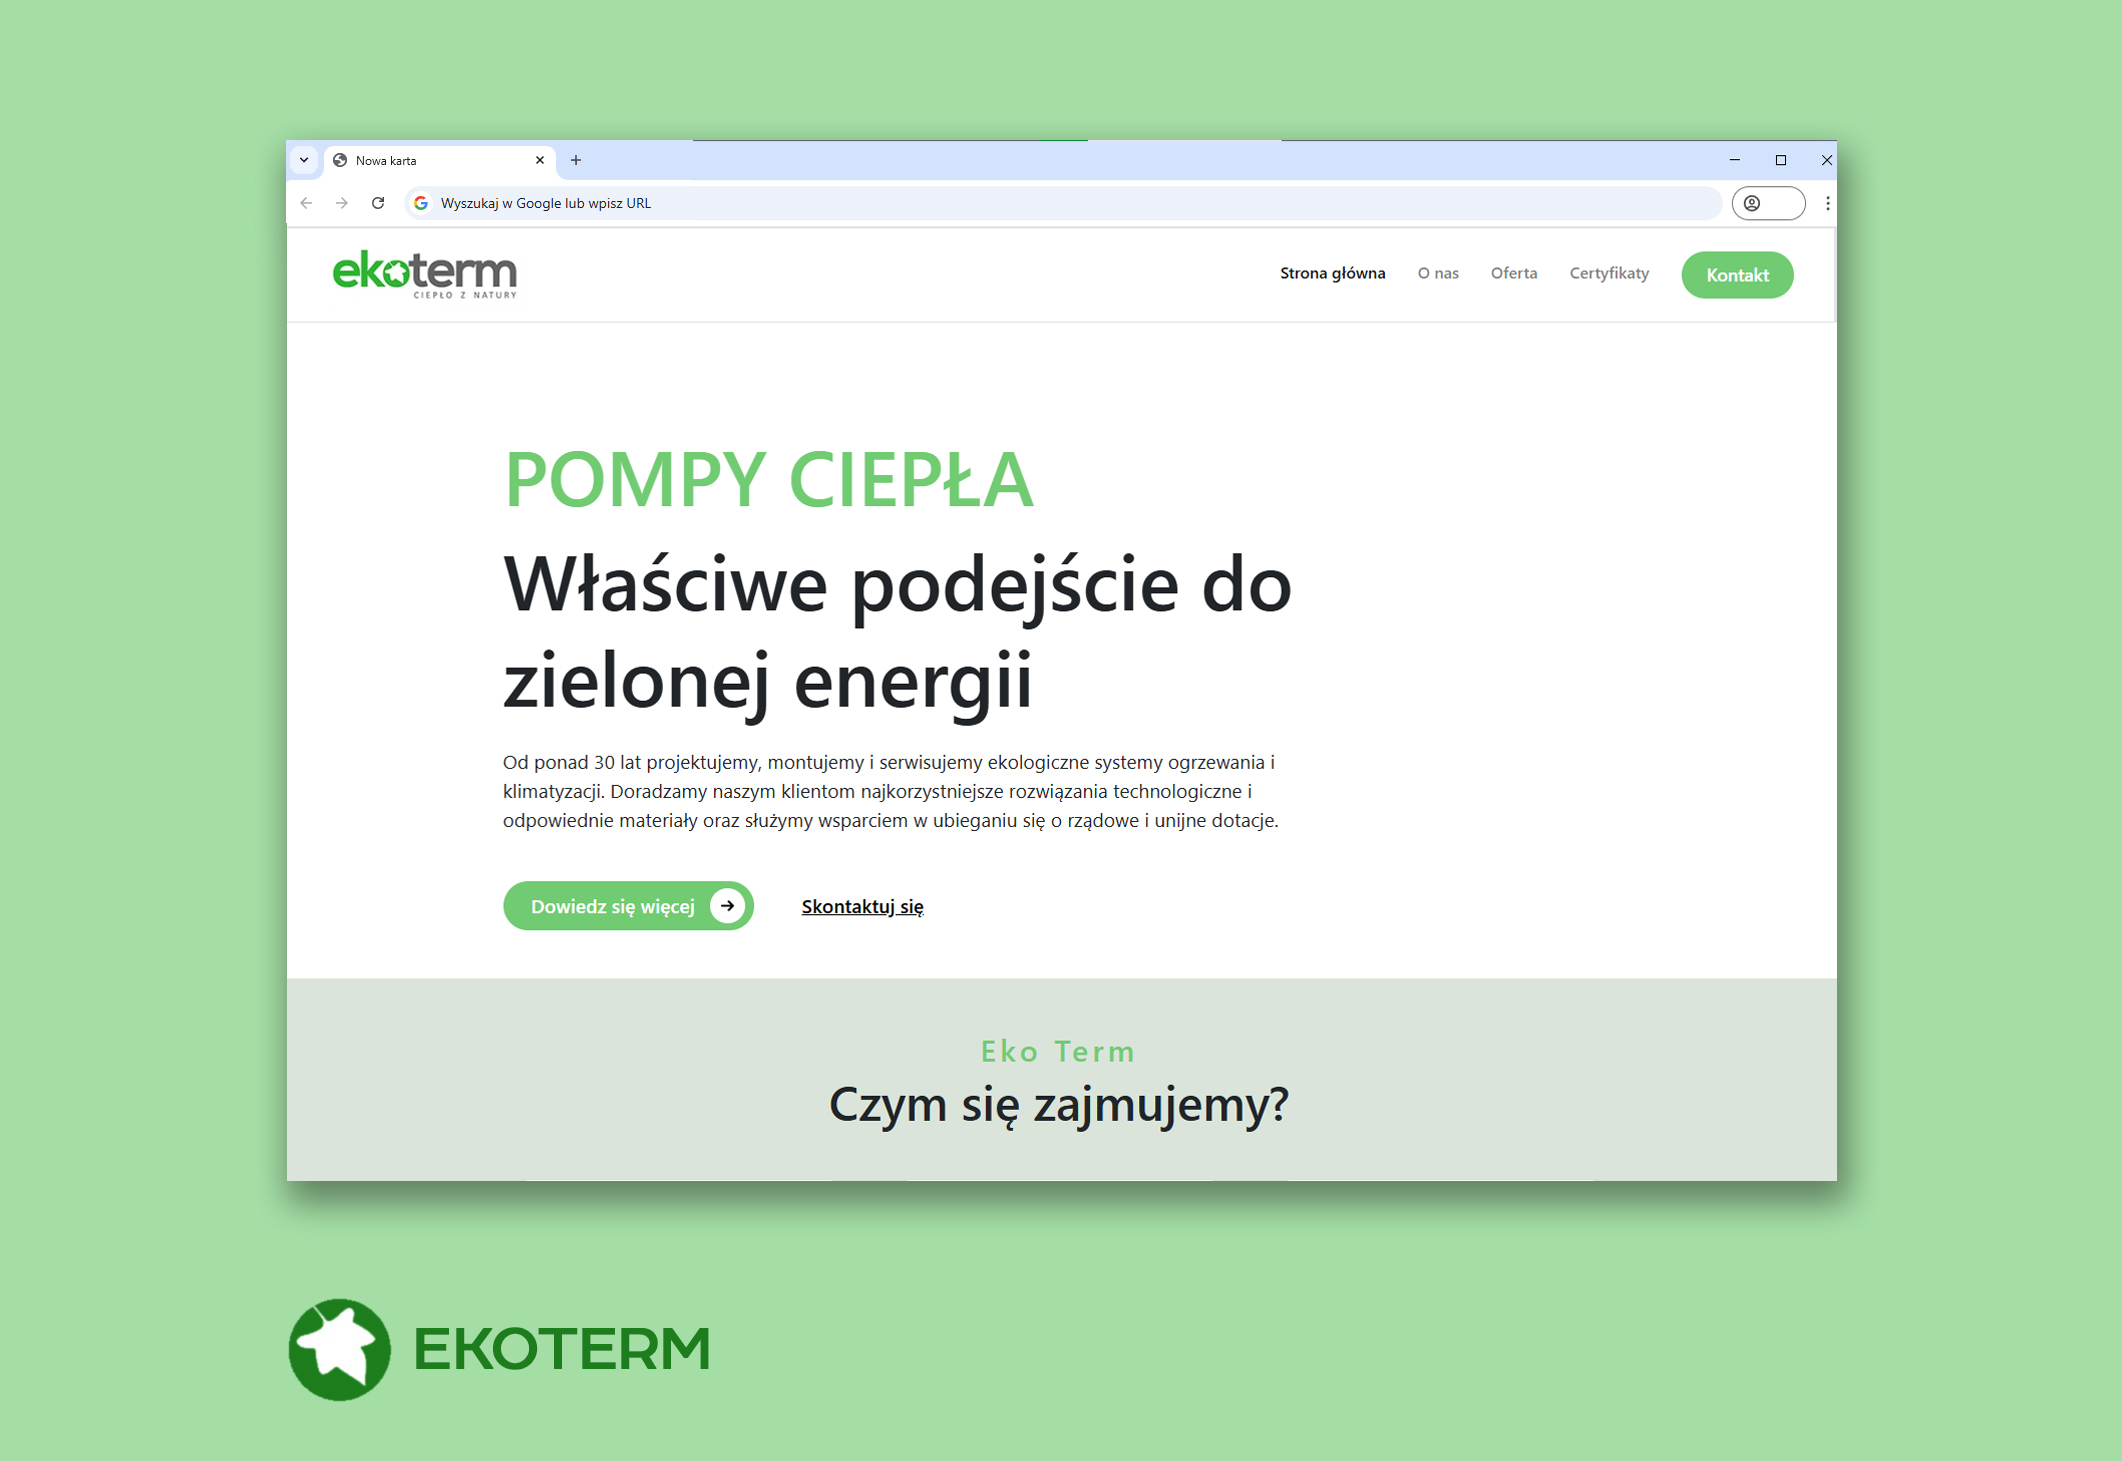 Nowa karta
Wyszukaj w Google lub wpisz URL
ekoterm
CIEPŁO Z NATURY
Strona główna
O nas
Oferta
Certyfikaty
Kontakt
POMPY CIEPŁA
Właściwe podejście do
zielonej energii
Od ponad 30 lat projektujemy, montujemy i serwisujemy ekologiczne systemy ogrzewania i
klimatyzacji. Doradzamy naszym klientom najkorzystniejsze rozwiązania technologiczne i
odpowiednie materiały oraz służymy wsparciem w ubieganiu się o rządowe i unijne dotacje.
Dowiedz się więcej
Skontaktuj się
Eko Term
Czym się zajmujemy?
EKOTERM